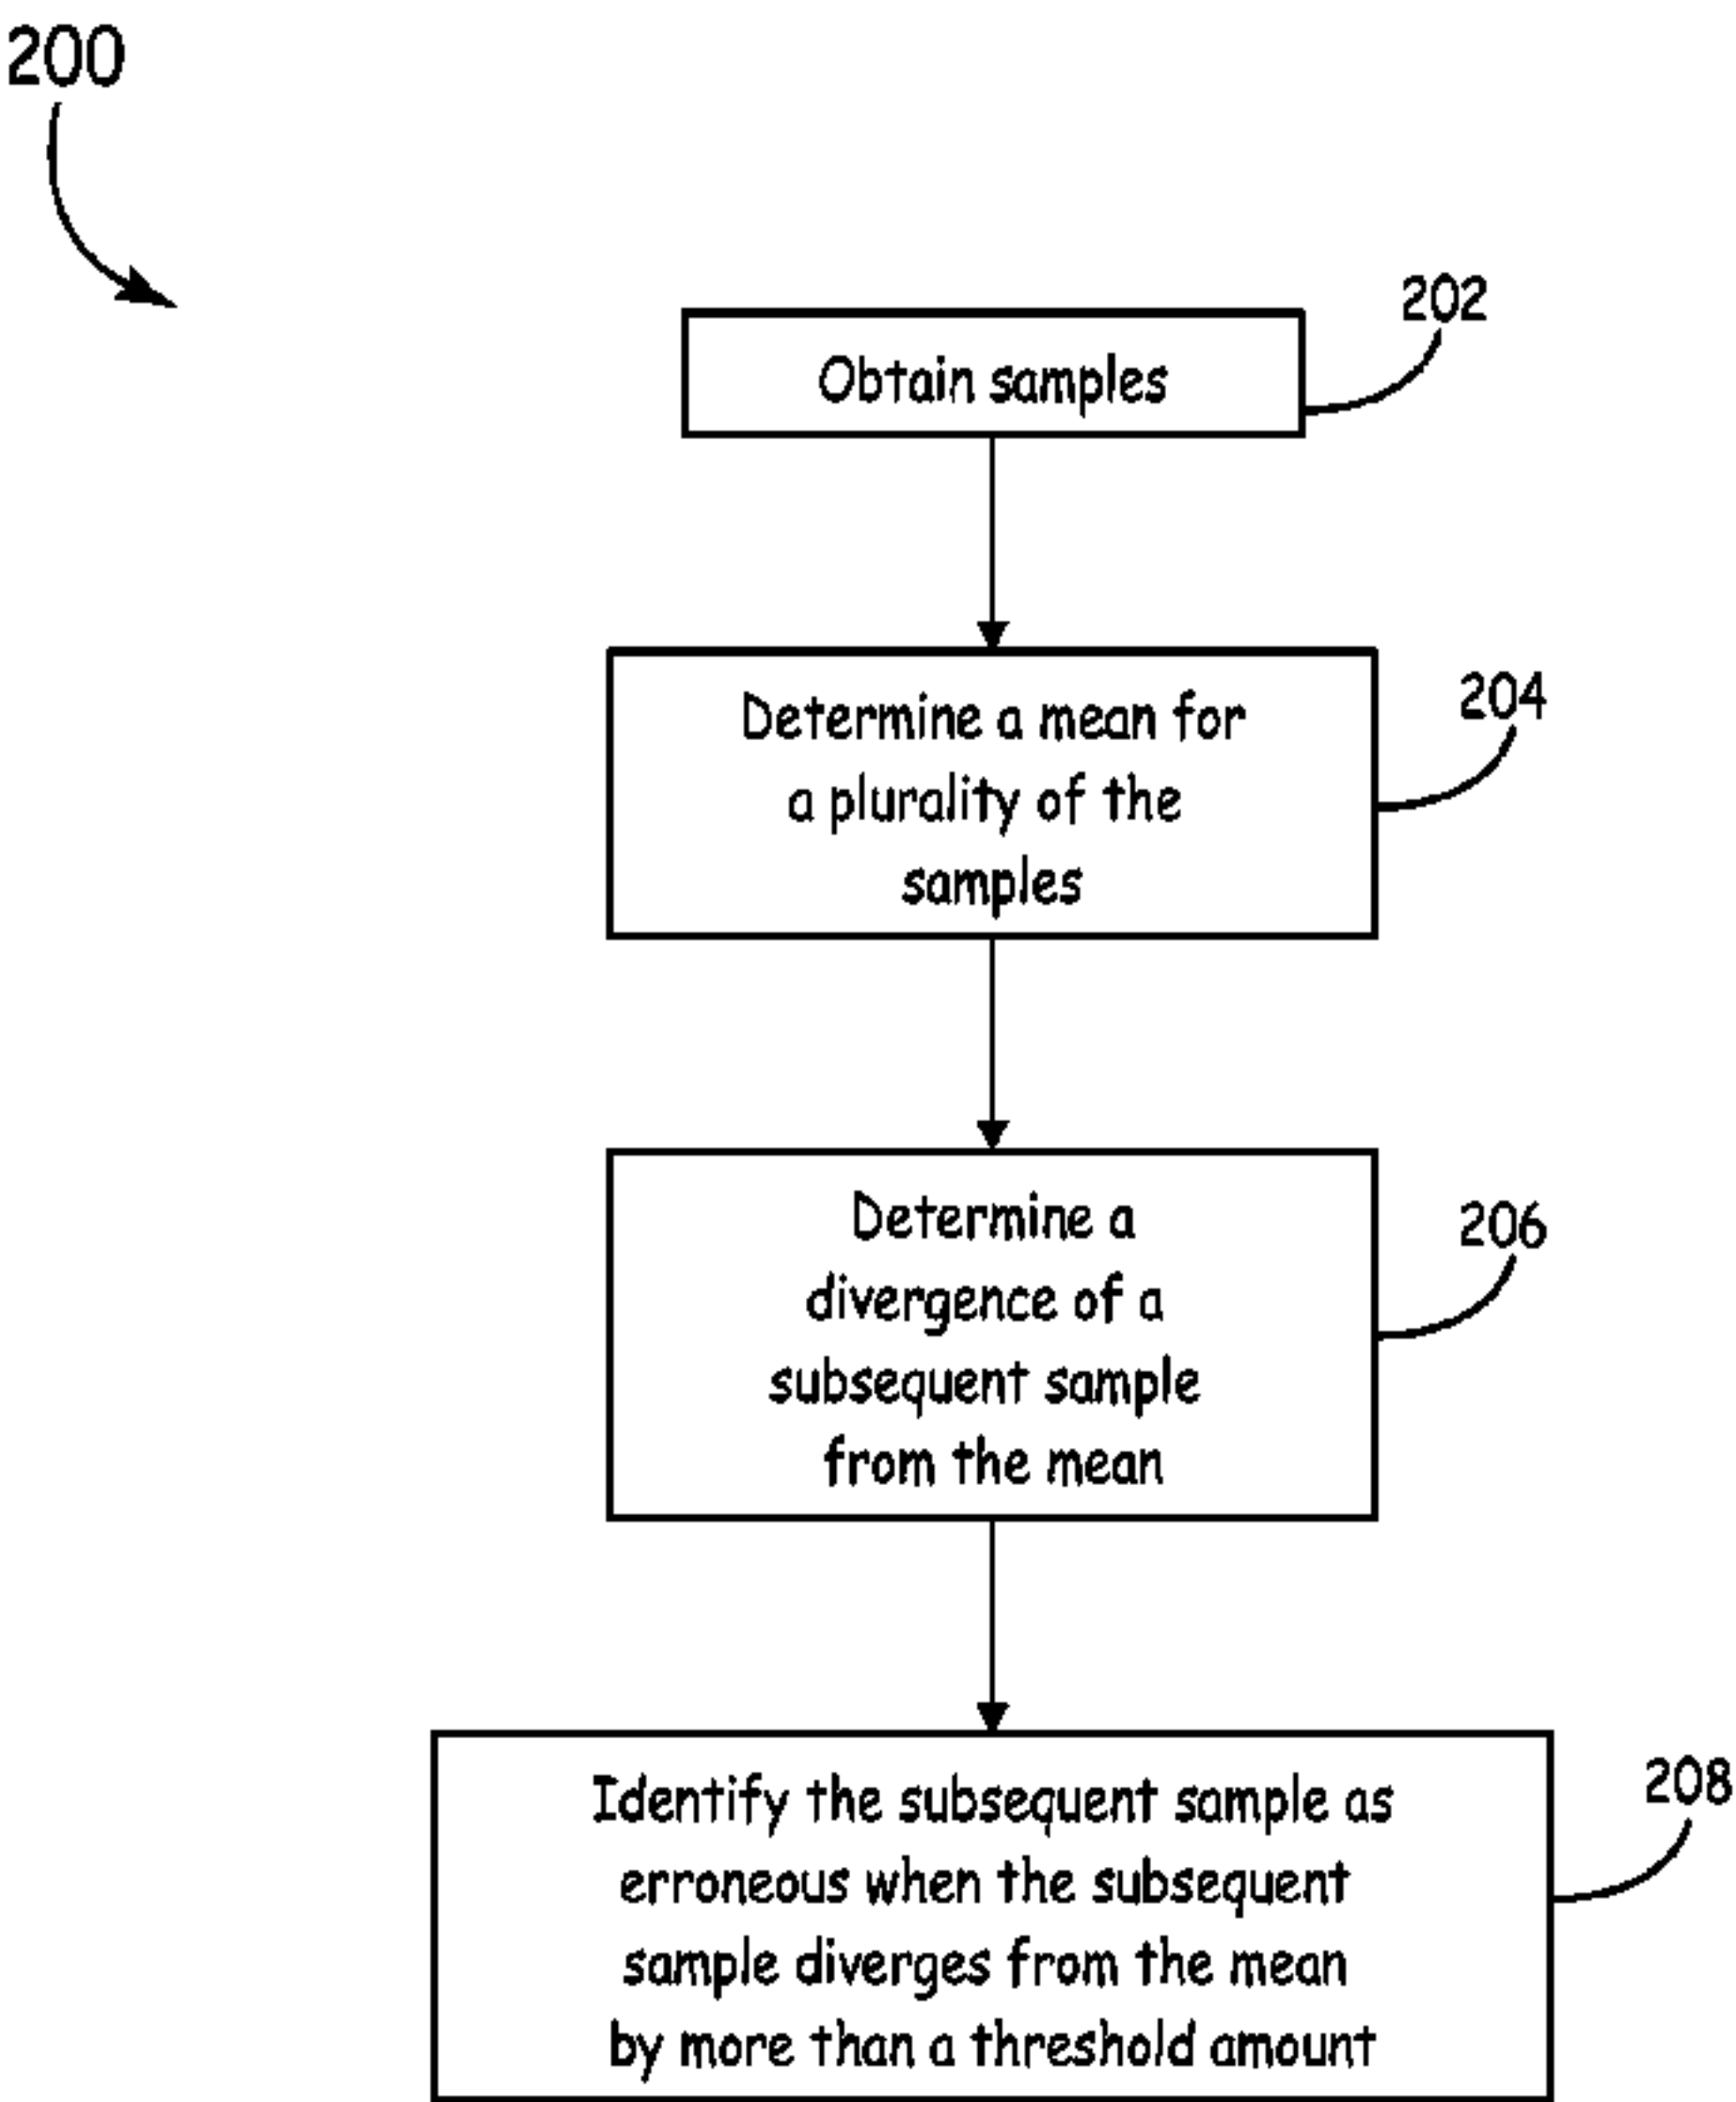 200
202
Obtain samples
204
Determine a mean for
a plurality of the
samples
206
Determine a
divergence of a
subsequent sample
from the mean
208
Identify the subsequent sample as
erroneous when the subsequent
sample diverges from the mean
by more than a threshold amount